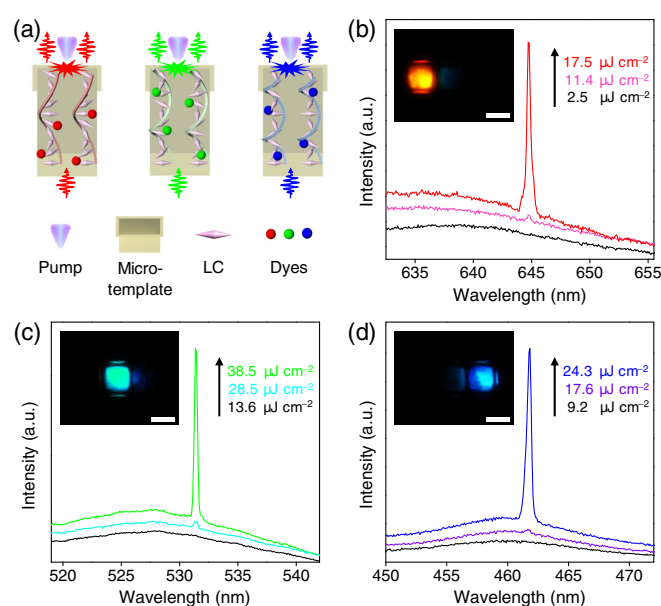 (a)
Pump
Micro-
template
LC
Dyes
(b)
17.5 μJ cm⁻²
11.4 μJ cm⁻²
2.5 μJ cm⁻²
Intensity (a.u.)
635 640 645 650 655
Wavelength (nm)
(c)
38.5 μJ cm⁻²
28.5 μJ cm⁻²
13.6 μJ cm⁻²
Intensity (a.u.)
520 525 530 535 540
Wavelength (nm)
(d)
24.3 μJ cm⁻²
17.6 μJ cm⁻²
9.2 μJ cm⁻²
Intensity (a.u.)
450 455 460 465 470
Wavelength (nm)